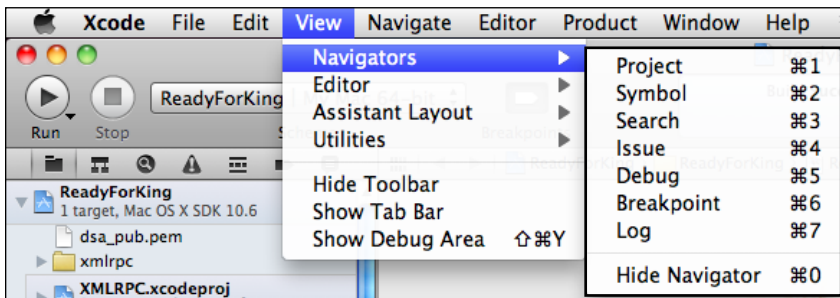 Xcode File Edit View Navigate Editor Product Window Help
Navigators
Editor
Assistant Layout
Utilities
Hide Toolbar
Show Tab Bar
Show Debug Area ⇧⌘Y
Project ⌘1
Symbol ⌘2
Search ⌘3
Issue ⌘4
Debug ⌘5
Breakpoint ⌘6
Log ⌘7
Hide Navigator ⌘0
ReadyForKing
Run Stop
ReadyForKing
1 target, Mac OS X SDK 10.6
dsa_pub.pem
xmlrpc
XMLRPC.xcodeproj